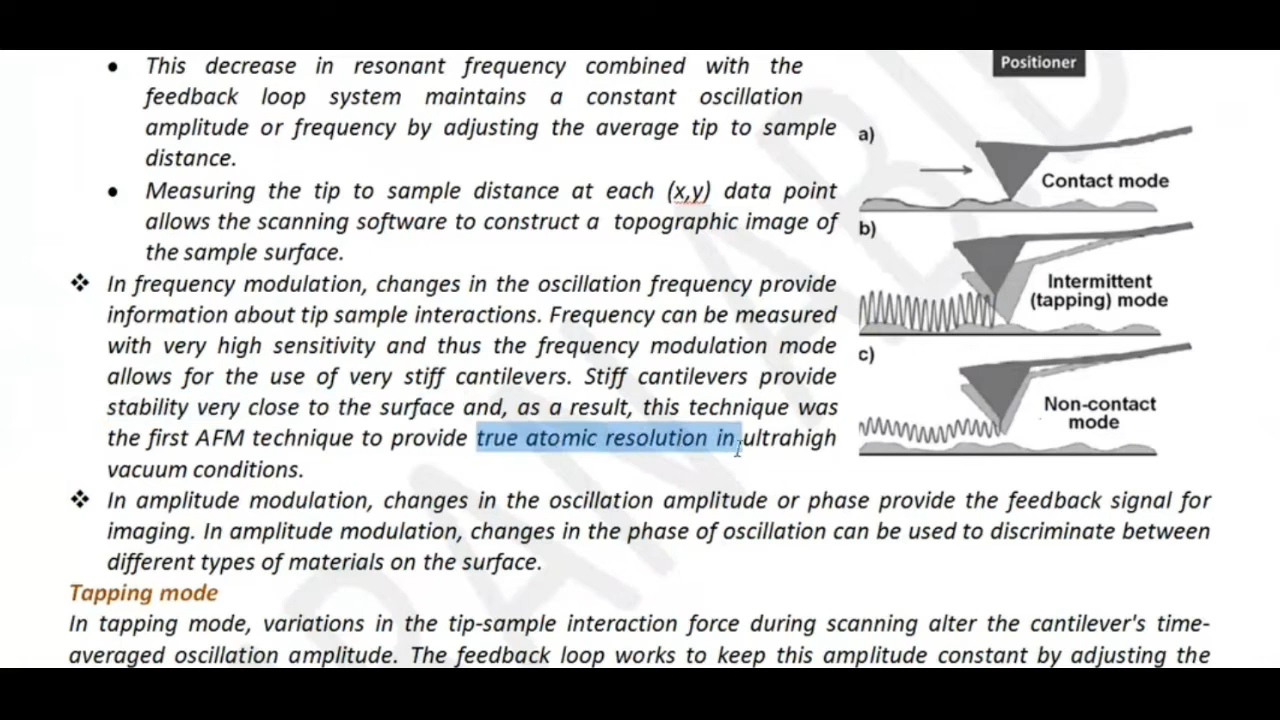 Positioner
• This decrease in resonant frequency combined with the
feedback loop system maintains a constant oscillation
amplitude or frequency by adjusting the average tip to sample
distance.
• Measuring the tip to sample distance at each (x,y) data point
allows the scanning software to construct a topographic image of
the sample surface.
❖ In frequency modulation, changes in the oscillation frequency provide
information about tip sample interactions. Frequency can be measured
with very high sensitivity and thus the frequency modulation mode
allows for the use of very stiff cantilevers. Stiff cantilevers provide
stability very close to the surface and, as a result, this technique was
the first AFM technique to provide true atomic resolution in ultrahigh
vacuum conditions.
a)
Contact mode
b)
Intermittent
(tapping) mode
c)
Non-contact
mode
❖ In amplitude modulation, changes in the oscillation amplitude or phase provide the feedback signal for
imaging. In amplitude modulation, changes in the phase of oscillation can be used to discriminate between
different types of materials on the surface.
Tapping mode
In tapping mode, variations in the tip-sample interaction force during scanning alter the cantilever's time-
averaged oscillation amplitude. The feedback loop works to keep this amplitude constant by adjusting the